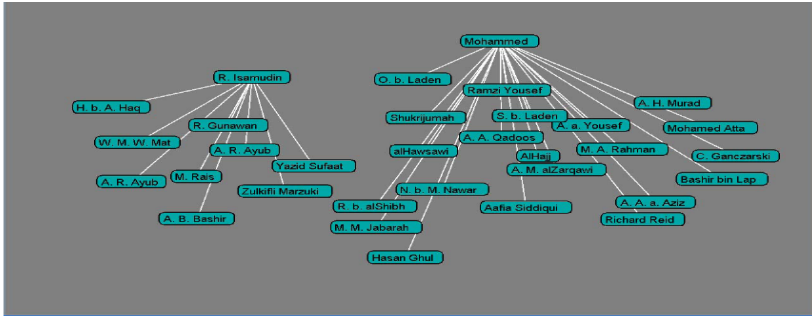 Mohammed
R. Isamudin
O. b. Laden
Ramzi Yousef
H. b A. Haq
A. H. Murad
Shukrijumah
S. b. Laden
R. Gunawan
A. a. Yousef
Mohamed Atta
A. A. Qadoos
W. M. W. Mat
A. R. Ayub
alHawsawi
AlHajj
M. A. Rahman
C. Ganczarski
Yazid Sufaat
A. M. alZarqawi
A. R. Ayub
M. Rais
Bashir bin Lap
Zulkifli Marzuki
N. b M. Nawar
R. b. alShibh
Aafia Siddiqui
A. A. a. Aziz
A. B. Bashir
M. M. Jabarah
Richard Reid
Hasan Ghul